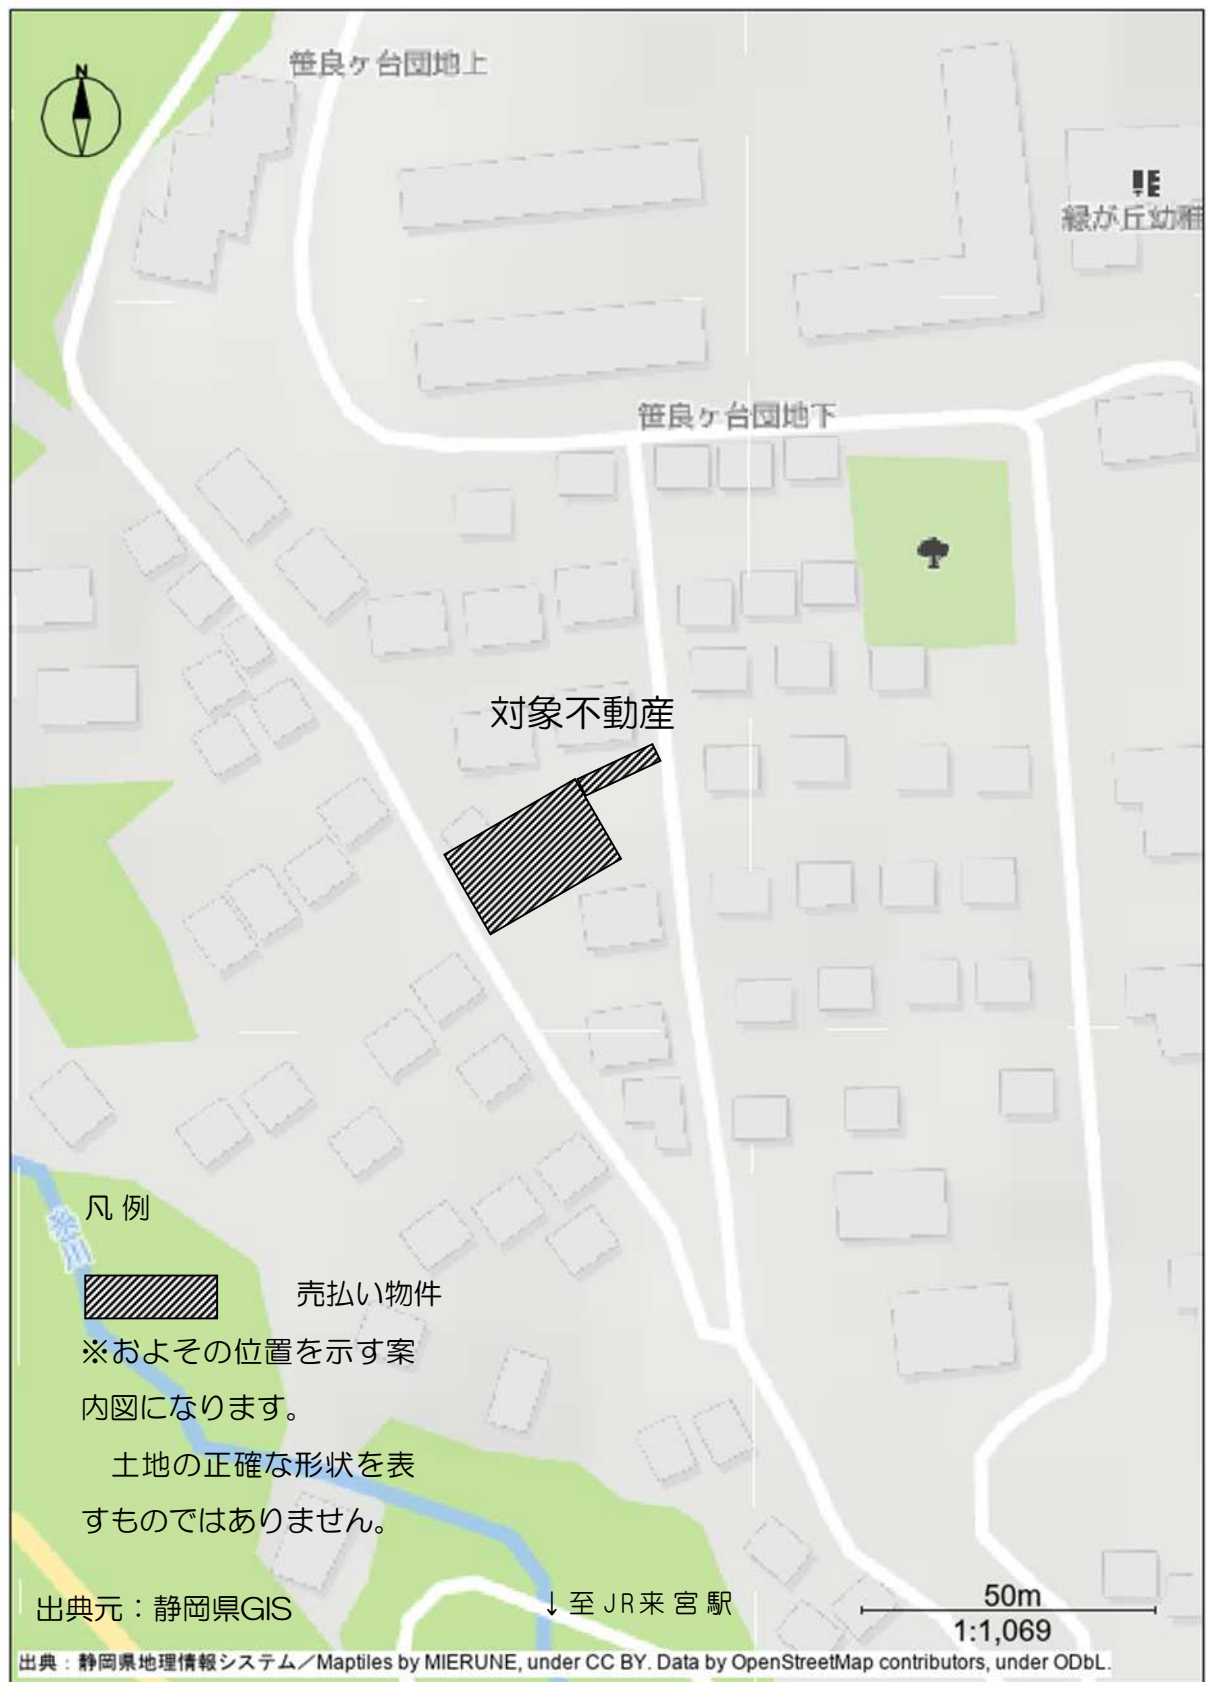 N
笹良ヶ台団地上
緑が丘幼稚
笹良ヶ台団地下
対象不動産
糸川
凡 例
売払い物件
※およその位置を示す案
内図になります。
土地の正確な形状を表
すものではありません。
出典元：静岡県GIS
↓至JR来宮駅
50m
1:1,069
出典：静岡県地理情報システム／Maptiles by MIERUNE, under CC BY. Data by OpenStreetMap contributors, under ODbL.